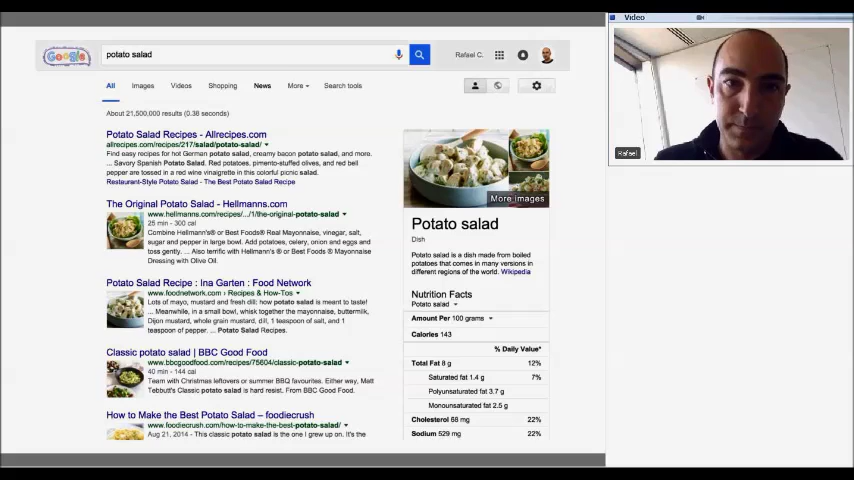 Video
Google
potato salad
Rafael C.
All Images Videos Shopping News More Search tools
About 21,500,000 results (0.38 seconds)
Potato Salad Recipes - Allrecipes.com
allrecipes.com/recipes/217/salad/potato-salad/
Find easy recipes for hot German potato salad, creamy bacon potato salad, and more.
... Savory Spanish Potato Salad. Red potatoes, pimento-stuffed olives, and red bell
pepper are tossed in a red wine vinaigrette in this colorful picnic salad.
Restaurant-Style Potato Salad - The Best Potato Salad Recipe
The Original Potato Salad - Hellmanns.com
www.hellmanns.com/recipes/.../1/the-original-potato-salad
25 min - 300 cal
Combine Hellmann's® or Best Foods® Real Mayonnaise, vinegar, salt,
sugar and pepper in large bowl. Add potatoes, celery, onion and eggs and
toss gently. ... Also terrific with Hellmann's ® or Best Foods ® Mayonnaise
Dressing with Olive Oil.
Potato Salad Recipe : Ina Garten : Food Network
www.foodnetwork.com › Recipes & How-Tos
Lots of mayo, mustard and fresh dill: how potato salad is meant to taste!
... Meanwhile, in a small bowl, whisk together the mayonnaise, buttermilk,
Dijon mustard, whole grain mustard, dill, 1 teaspoon of salt, and 1
teaspoon of pepper. ... Potato Salad Recipes.
Classic potato salad | BBC Good Food
www.bbcgoodfood.com/recipes/75604/classic-potato-salad
40 min - 144 cal
Team with Christmas leftovers or summer BBQ favourites. Either way, Matt
Tebbutt's Classic potato salad is hard resist. From BBC Good Food.
How to Make the Best Potato Salad – foodiecrush
www.foodiecrush.com/how-to-make-the-best-potato-salad/
Aug 21, 2014 - This classic potato salad is the one I grew up on. It's the
More images
Potato salad
Dish
Potato salad is a dish made from boiled
potatoes that comes in many versions in
different regions of the world. Wikipedia
Nutrition Facts
Potato salad
Amount Per 100 grams
Calories 143
% Daily Value*
Total Fat 8 g 12%
Saturated fat 1.4 g 7%
Polyunsaturated fat 3.7 g
Monounsaturated fat 2.5 g
Cholesterol 68 mg 22%
Sodium 529 mg 22%
Rafael